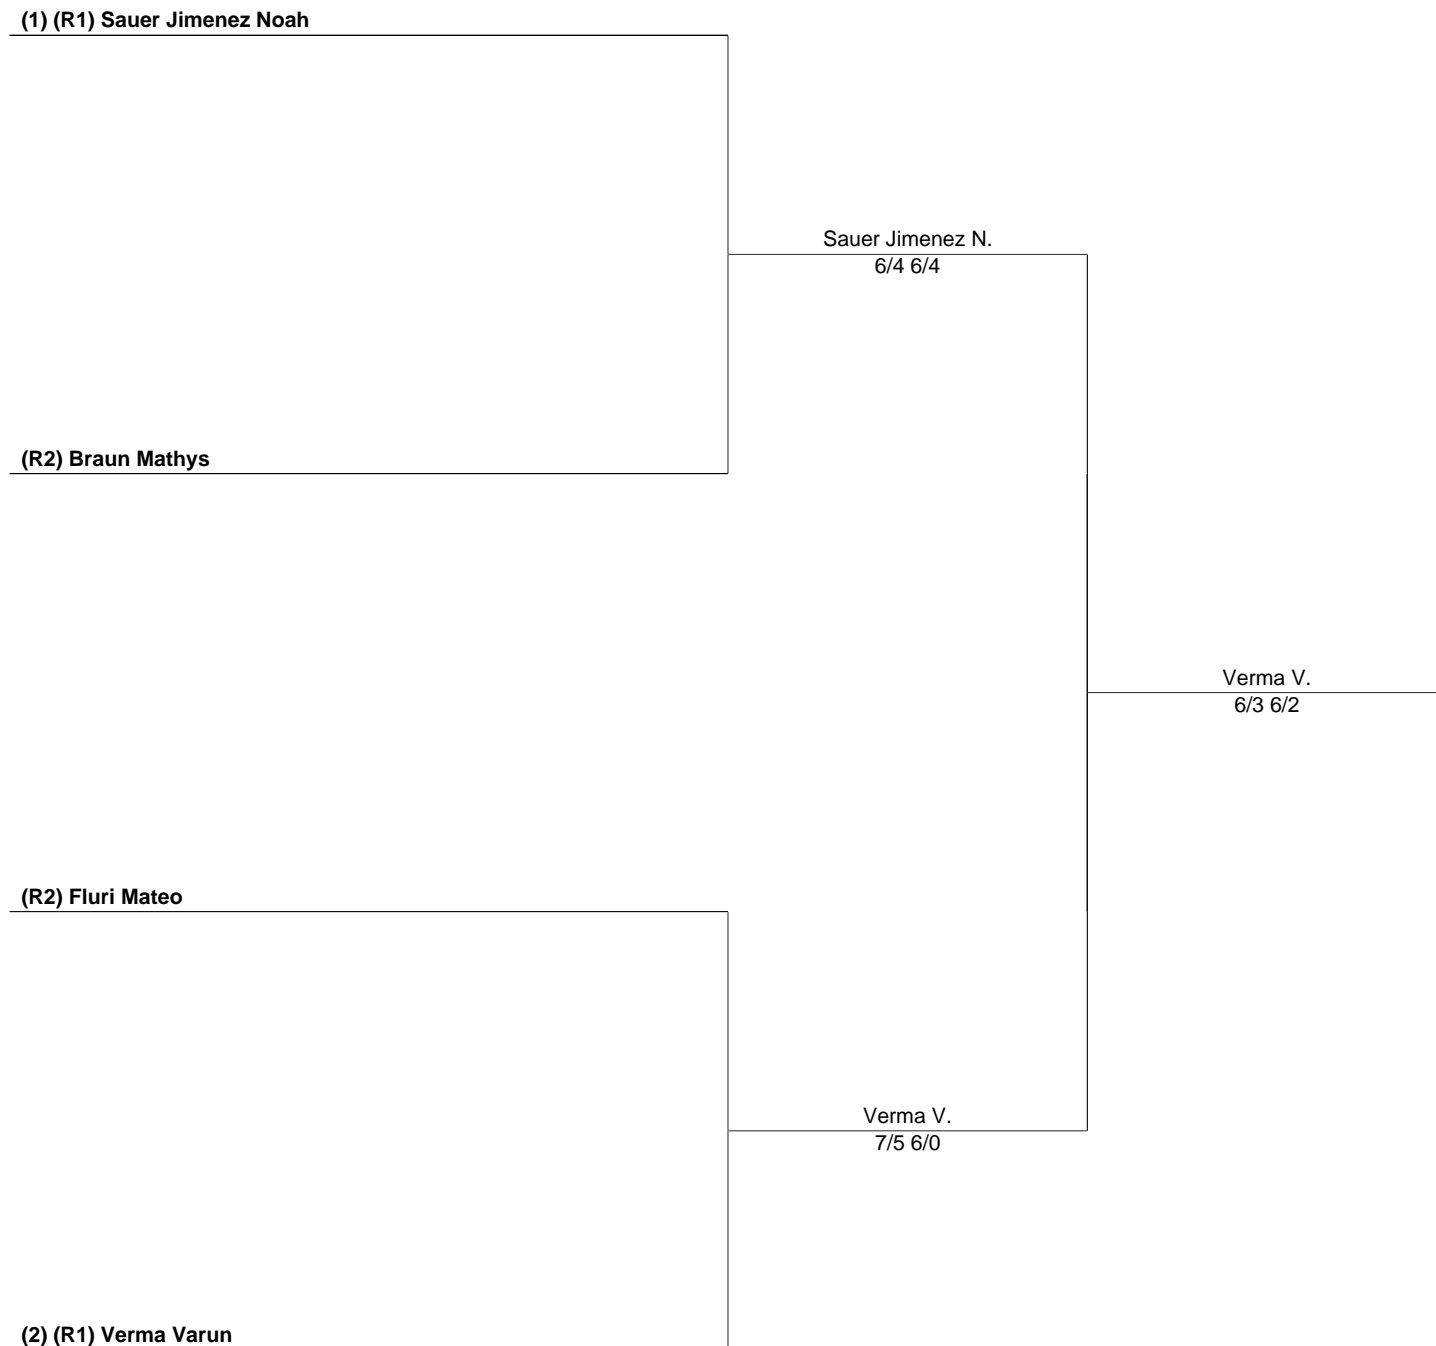 (1) (R1) Sauer Jimenez Noah
Sauer Jimenez N.
6/4 6/4
(R2) Braun Mathys
Verma V.
6/3 6/2
(R2) Fluri Mateo
Verma V.
7/5 6/0
(2) (R1) Verma Varun